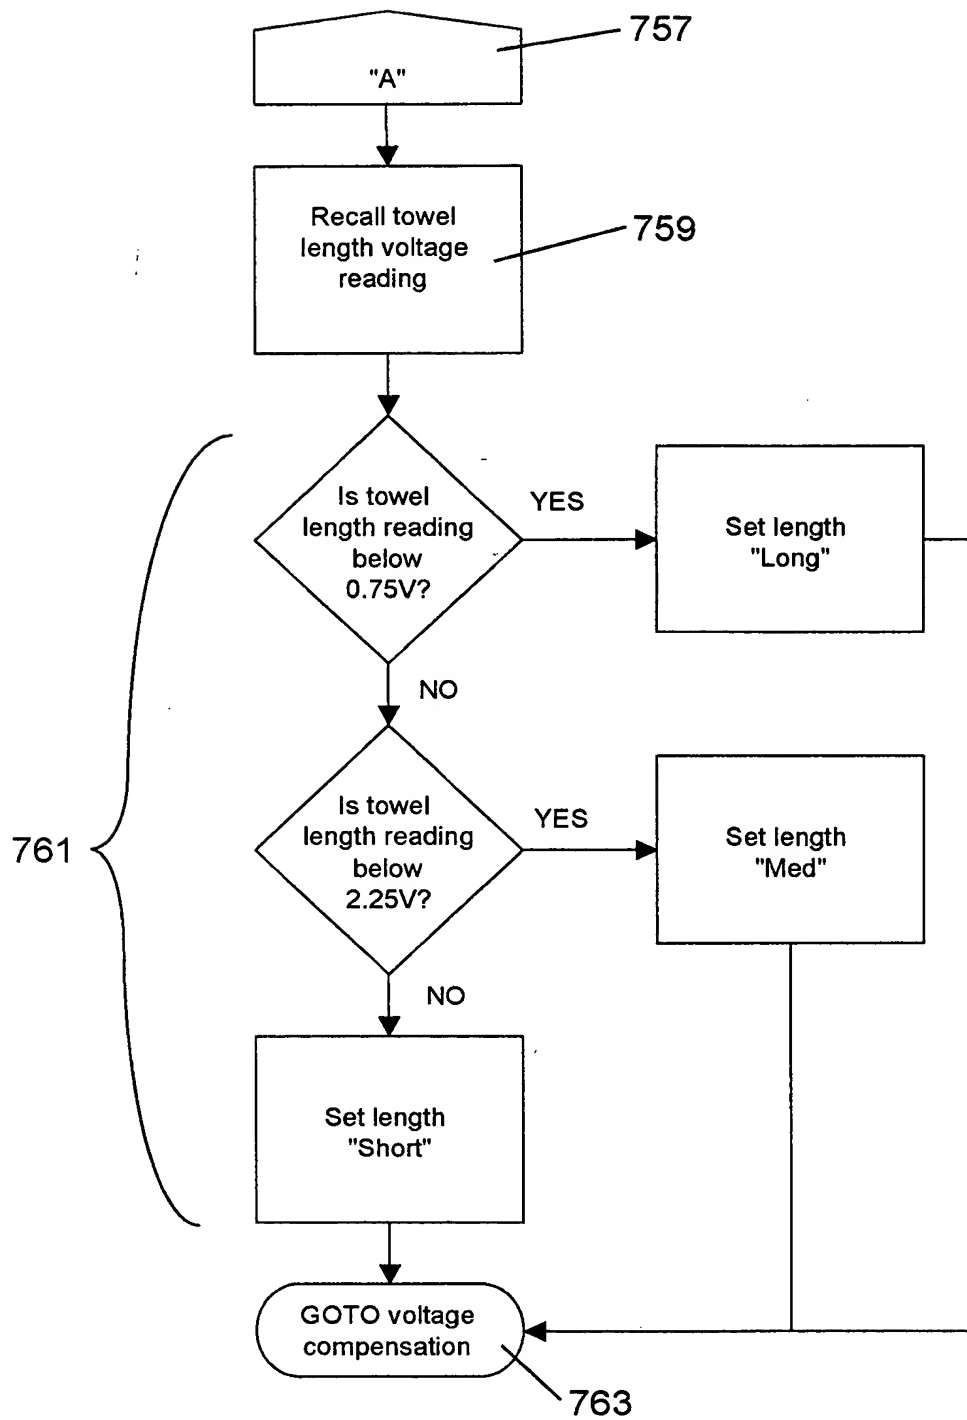 757
"A"
Recall towel
length voltage
reading
759
Is towel
length reading
below
0.75V?
YES
Set length
"Long"
NO
761
Is towel
length reading
below
2.25V?
YES
Set length
"Med"
NO
Set length
"Short"
GOTO voltage
compensation
763